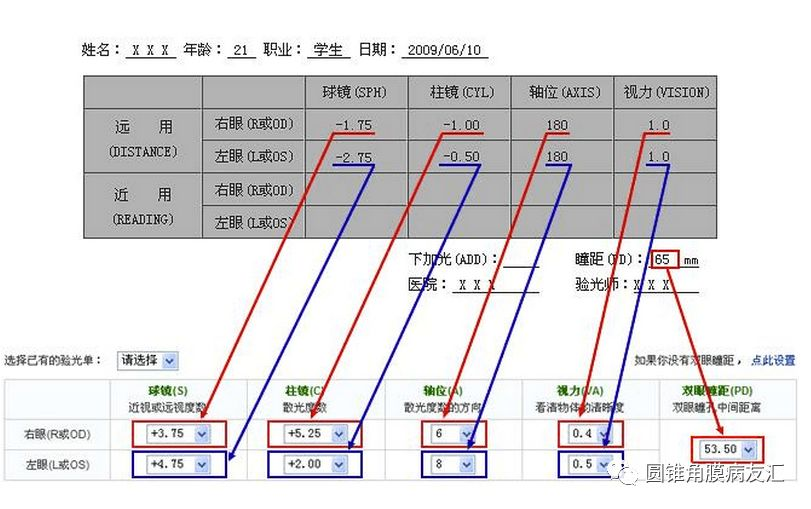 姓名：X X X 年龄：21 职业：学生 日期：2009/06/10
球镜(SPH) 柱镜(CYL) 轴位(AXIS) 视力(VISION)
远 用
(DISTANCE)
右眼(R或OD) -1.75 -1.00 180 1.0
左眼(L或OS) -2.75 -0.50 180 1.0
近 用
(READING)
右眼(R或OD)
左眼(L或OS)
下加光(ADD)： 瞳距(PD)：65 mm
医院：X X X 验光师：X X X
选择已有的验光单： 请选择 如果你没有双眼瞳距，点此设置
球镜(S) 柱镜(C) 轴位(A) 视力(VA) 双眼瞳距(PD)
近视或远视度数 散光度数 散光度数的方向 看清物体的清晰度 双眼瞳孔中间距离
右眼(R或OD) +3.75 +5.25 6 0.4 53.50
左眼(L或OS) +4.75 +2.00 8 0.5
圆锥角膜病友汇